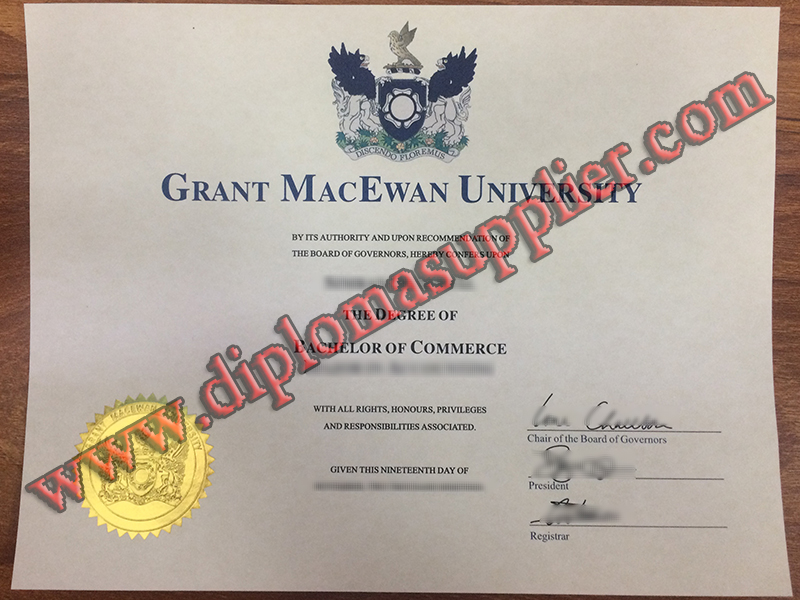 DISCENDO FLOREMUS
GRANT MACEWAN UNIVERSITY
BY ITS AUTHORITY AND UPON RECOMMENDATION OF
THE BOARD OF GOVERNORS, HEREBY CONFERS UPON
THE DEGREE OF
BACHELOR OF COMMERCE
WITH ALL RIGHTS, HONOURS, PRIVILEGES
AND RESPONSIBILITIES ASSOCIATED.
GIVEN THIS NINETEENTH DAY OF
Chair of the Board of Governors
President
Registrar
www.diplomasupplier.com